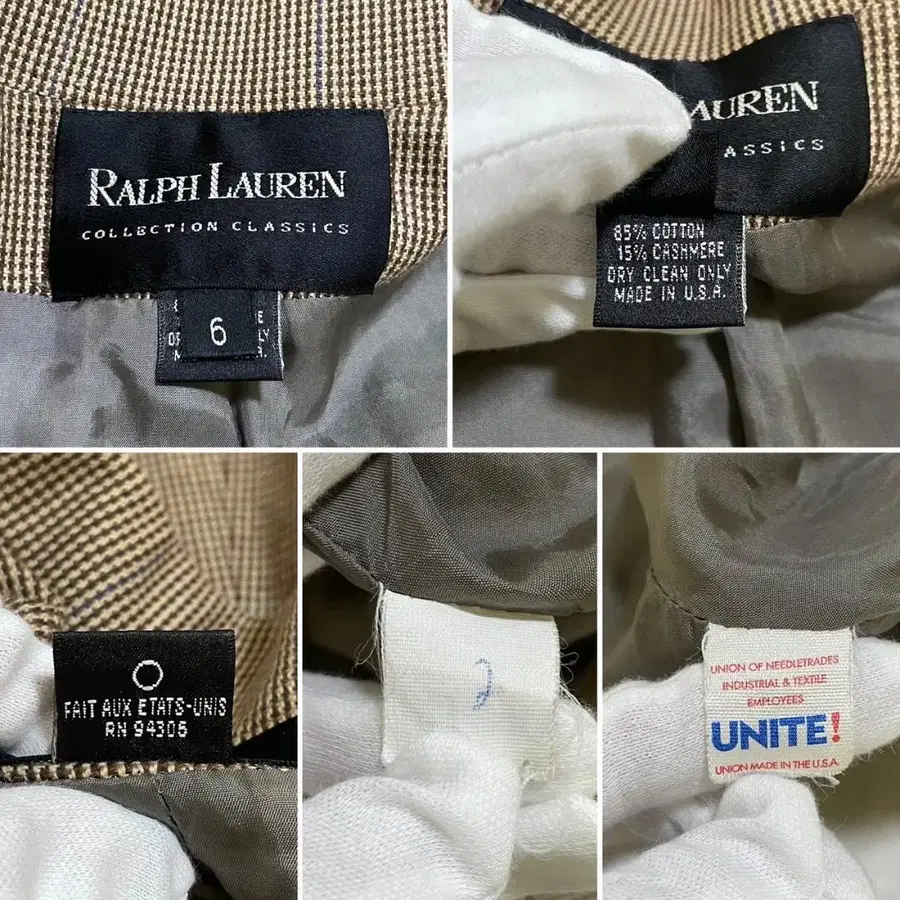 RALPH LAUREN
COLLECTION CLASSICS
6
AUREN
ASSICS
85% COTTON
15% CASHMERE
DRY CLEAN ONLY
MADE IN U.S.A.
FAIT AUX ETATS-UNIS
RN 94306
UNION OF NEEDLETRADES
INDUSTRIAL & TEXTILE
EMPLOYEES
UNITE!
UNION MADE IN THE U.S.A.